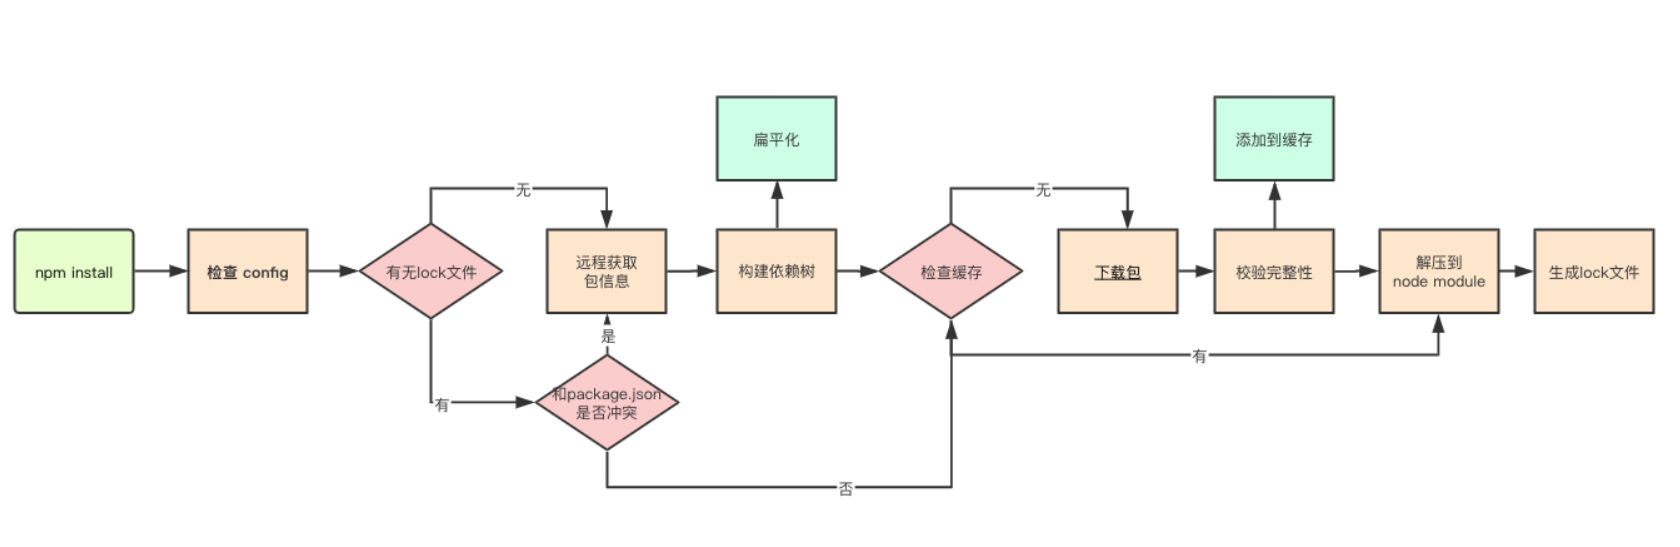 扁平化
添加到缓存
无
无
npm install
检查 config
有无lock文件
远程获取
包信息
构建依赖树
检查缓存
下载包
校验完整性
解压到
node module
生成lock文件
是
有
和package.json
是否冲突
有
否